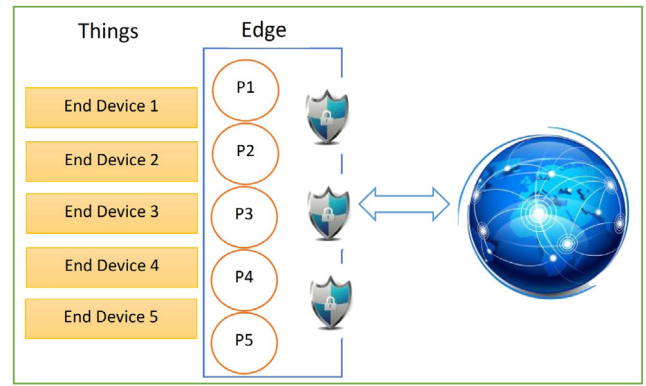 Things
Edge
End Device 1
End Device 2
End Device 3
End Device 4
End Device 5
P1
P2
P3
P4
P5